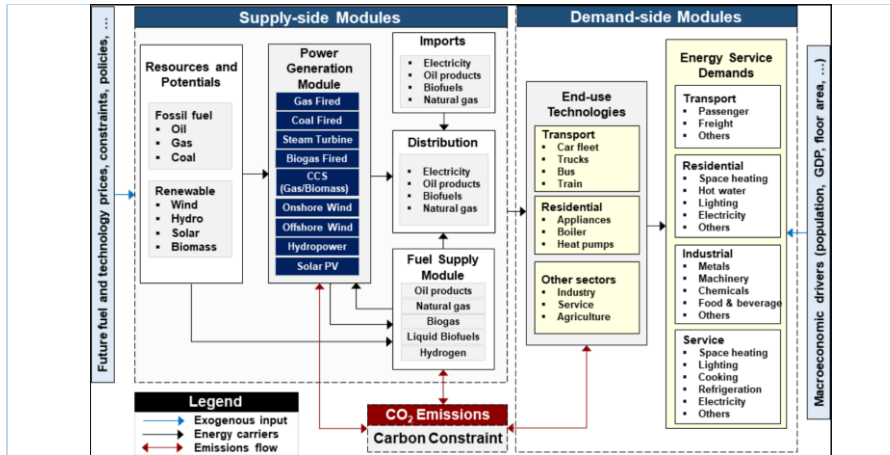 Future fuel and technology prices, constraints, policies, …
Supply-side Modules
Resources and
Potentials
Fossil fuel
▪ Oil
▪ Gas
▪ Coal
Renewable
▪ Wind
▪ Hydro
▪ Solar
▪ Biomass
Power
Generation
Module
Gas Fired
Coal Fired
Steam Turbine
Biogas Fired
CCS
(Gas/Biomass)
Onshore Wind
Offshore Wind
Hydropower
Solar PV
Imports
▪ Electricity
▪ Oil products
▪ Biofuels
▪ Natural gas
Distribution
▪ Electricity
▪ Oil products
▪ Biofuels
▪ Natural gas
Fuel Supply
Module
Oil products
Natural gas
Biogas
Liquid Biofuels
Hydrogen
Demand-side Modules
End-use
Technologies
Transport
▪ Car fleet
▪ Trucks
▪ Bus
▪ Train
Residential
▪ Appliances
▪ Boiler
▪ Heat pumps
Other sectors
▪ Industry
▪ Service
▪ Agriculture
Energy Service
Demands
Transport
▪ Passenger
▪ Freight
▪ Others
Residential
▪ Space heating
▪ Hot water
▪ Lighting
▪ Electricity
▪ Others
Industrial
▪ Metals
▪ Machinery
▪ Chemicals
▪ Food & beverage
▪ Others
Service
▪ Space heating
▪ Lighting
▪ Cooking
▪ Refrigeration
▪ Electricity
▪ Others
Macroeconomic drivers (population, GDP, floor area, …)
Legend
Exogenous input
Energy carriers
Emissions flow
CO₂ Emissions
Carbon Constraint